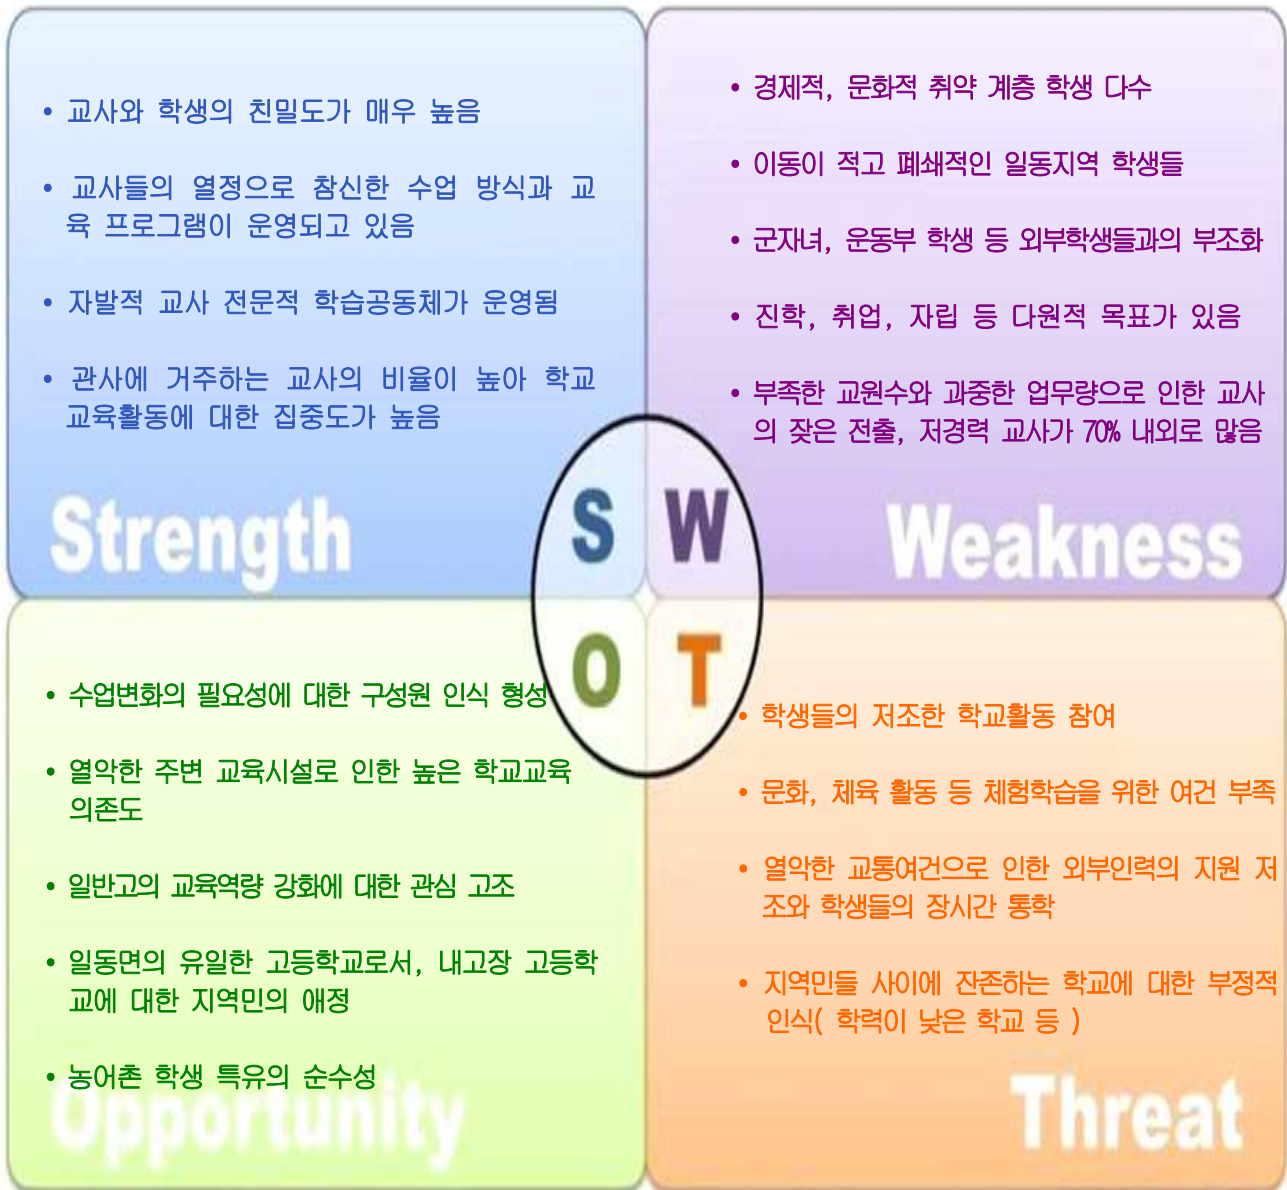 • 교사와 학생의 친밀도가 매우 높음
• 교사들의 열정으로 참신한 수업 방식과 교
육 프로그램이 운영되고 있음
• 자발적 교사 전문적 학습공동체가 운영됨
• 관사에 거주하는 교사의 비율이 높아 학교
교육활동에 대한 집중도가 높음
Strength
• 경제적, 문화적 취약 계층 학생 다수
• 이동이 적고 폐쇄적인 일동지역 학생들
• 군자녀, 운동부 학생 등 외부학생들과의 부조화
• 진학, 취업, 자립 등 다원적 목표가 있음
• 부족한 교원수와 과중한 업무량으로 인한 교사
의 잦은 전출, 저경력 교사가 70% 내외로 많음
Weakness
S W
O T
• 수업변화의 필요성에 대한 구성원 인식 형성
• 열악한 주변 교육시설로 인한 높은 학교교육
의존도
• 일반고의 교육역량 강화에 대한 관심 고조
• 일동면의 유일한 고등학교로서, 내고장 고등학
교에 대한 지역민의 애정
• 농어촌 학생 특유의 순수성
Opportunity
• 학생들의 저조한 학교활동 참여
• 문화, 체육 활동 등 체험학습을 위한 여건 부족
• 열악한 교통여건으로 인한 외부인력의 지원 저
조와 학생들의 장시간 통학
• 지역민들 사이에 잔존하는 학교에 대한 부정적
인식( 학력이 낮은 학교 등 )
Threat